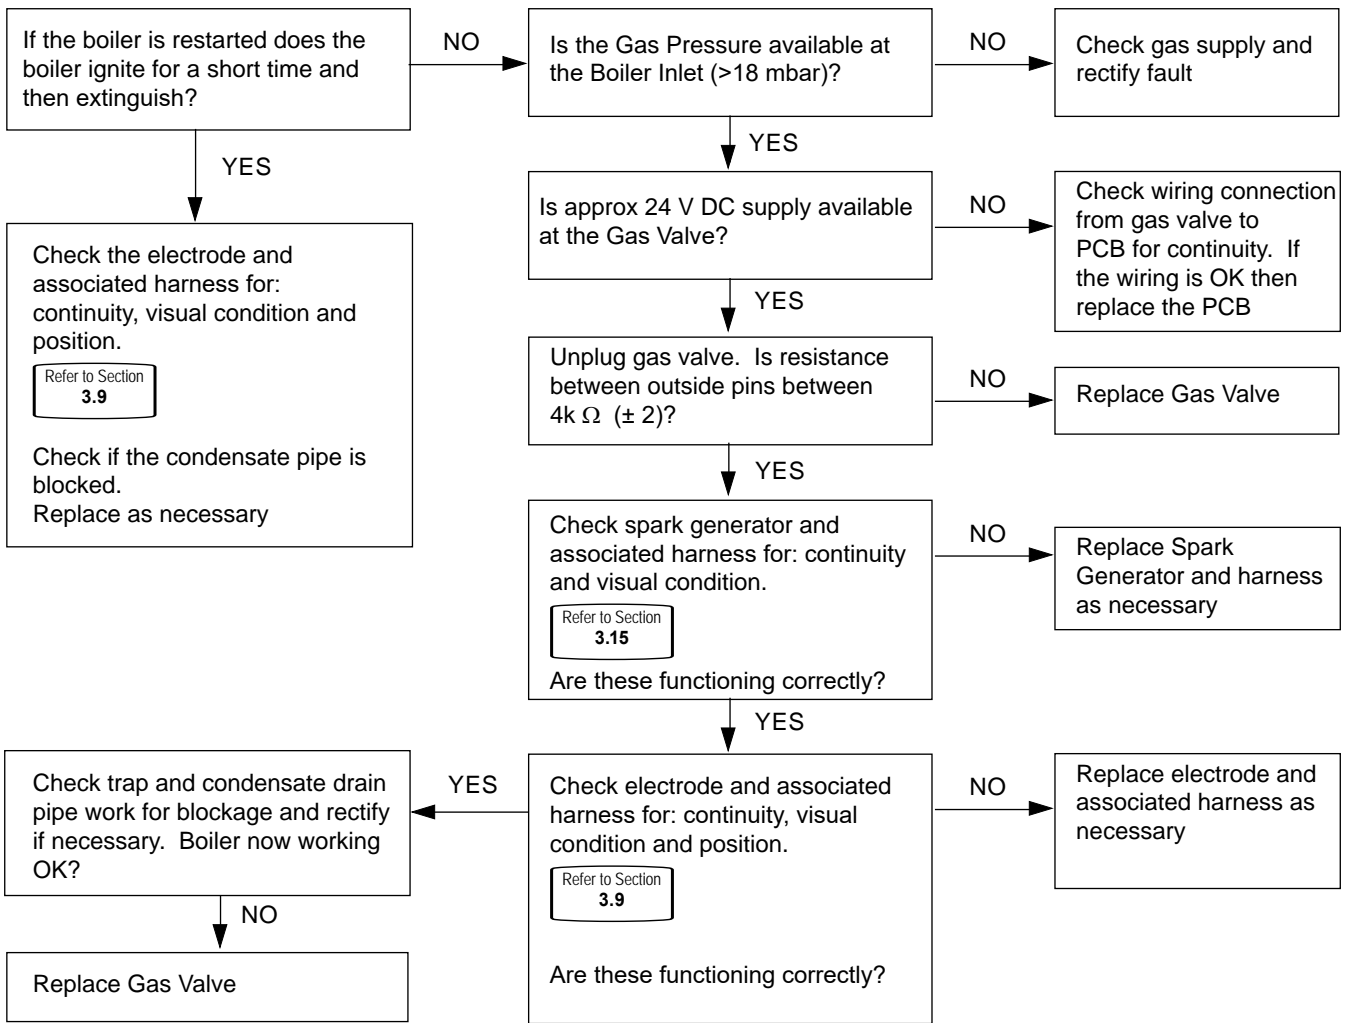 If the boiler is restarted does the
boiler ignite for a short time and
then extinguish?
NO
Is the Gas Pressure available at
the Boiler Inlet (>18 mbar)?
NO
Check gas supply and
rectify fault
YES
Check the electrode and
associated harness for:
continuity, visual condition and
position.
Refer to Section
3.9
Check if the condensate pipe is
blocked.
Replace as necessary
YES
Is approx 24 V DC supply available
at the Gas Valve?
NO
Check wiring connection
from gas valve to
PCB for continuity. If
the wiring is OK then
replace the PCB
YES
Unplug gas valve. Is resistance
between outside pins between
4k Ω (± 2)?
NO
Replace Gas Valve
YES
Check spark generator and
associated harness for: continuity
and visual condition.
Refer to Section
3.15
Are these functioning correctly?
NO
Replace Spark
Generator and harness
as necessary
YES
Check electrode and associated
harness for: continuity, visual
condition and position.
Refer to Section
3.9
Are these functioning correctly?
NO
Replace electrode and
associated harness as
necessary
YES
Check trap and condensate drain
pipe work for blockage and rectify
if necessary. Boiler now working
OK?
NO
Replace Gas Valve